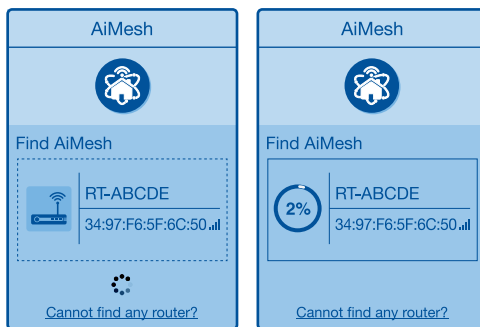 AiMesh
Find AiMesh
RT-ABCDE
34:97:F6:5F:6C:50
Cannot find any router?
AiMesh
Find AiMesh
2%
RT-ABCDE
34:97:F6:5F:6C:50
Cannot find any router?